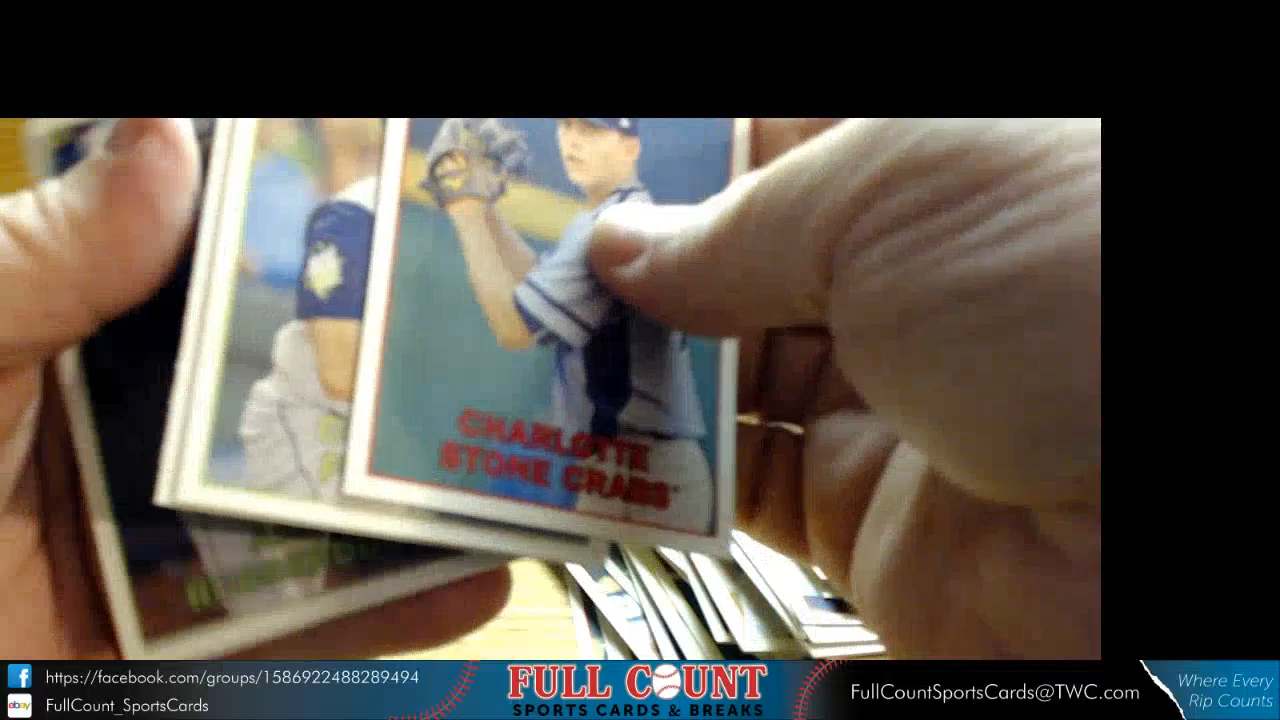 CHARLOTTE
STONE CRABS
https://facebook.com/groups/1586922488289494
ebay
FullCount_SportsCards
FULL COUNT
SPORTS CARDS & BREAKS
FullCountSportsCards@TWC.com
Where Every
Rip Counts